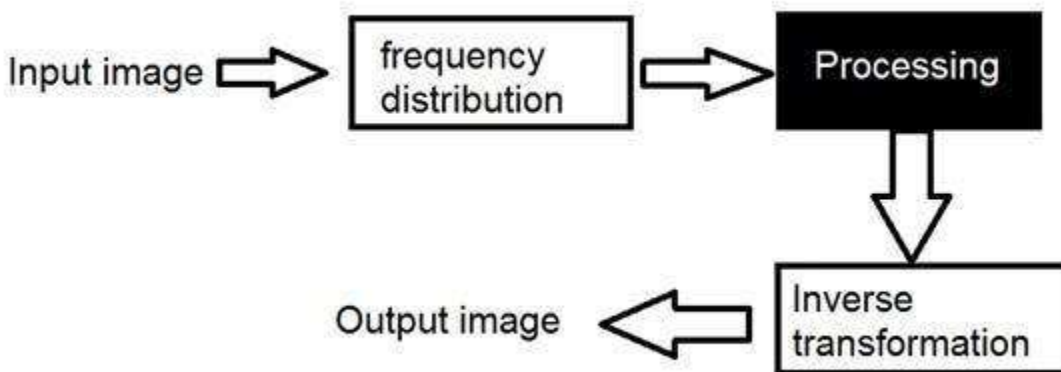 Input image
frequency
distribution
Processing
Inverse
transformation
Output image